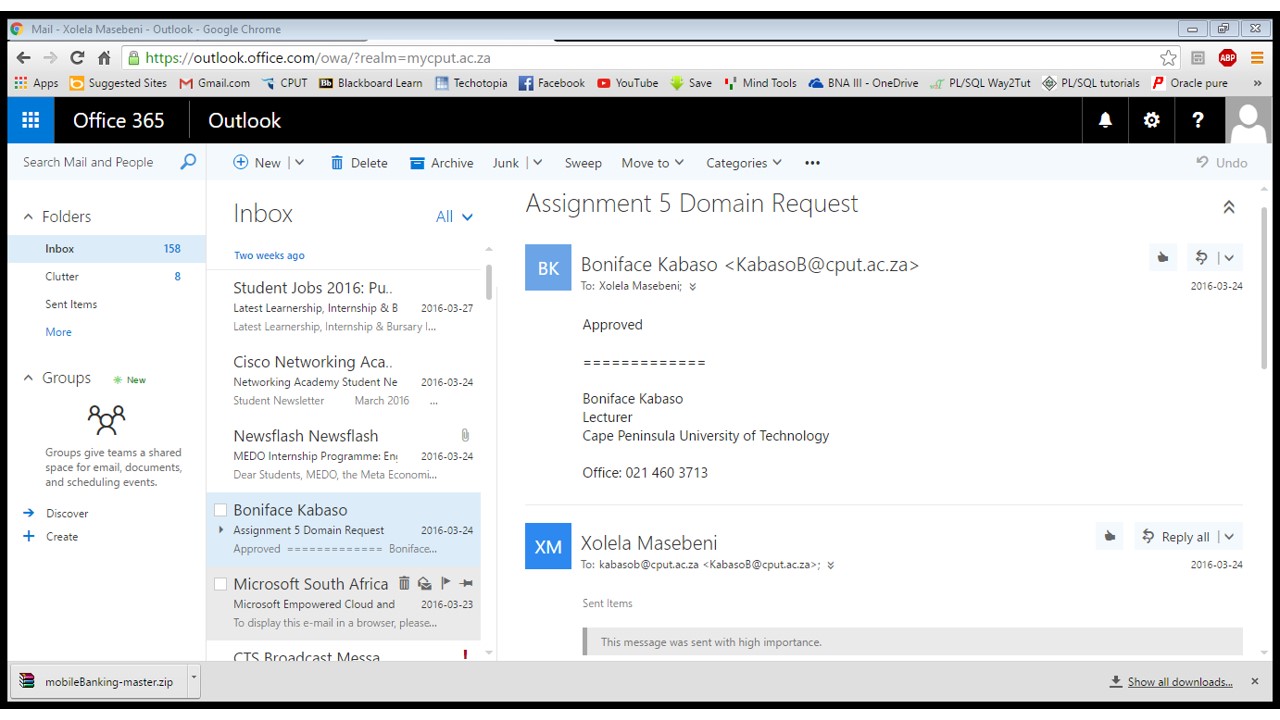 Mail - Xolela Masebeni - Outlook - Google Chrome
https://outlook.office.com/owa/?realm=mycput.ac.za
ABP
Apps Suggested Sites Gmail.com CPUT Bb Blackboard Learn Techotopia Facebook YouTube Save Mind Tools BNA III - OneDrive PL/SQL Way2Tut PL/SQL tutorials Oracle pure »
Office 365 Outlook ?
Search Mail and People
New Delete Archive Junk Sweep Move to Categories ••• Undo
Folders
Inbox 158
Clutter 8
Sent Items
More
Groups New
Groups give teams a shared
space for email, documents,
and scheduling events.
Discover
Create
Inbox All
Two weeks ago
Student Jobs 2016: Pu..
Latest Learnership, Internship & B 2016-03-27
Latest Learnership, Internship & Bursary I...
Cisco Networking Aca..
Networking Academy Student Ne 2016-03-24
Student Newsletter March 2016 ...
Newsflash Newsflash
MEDO Internship Programme: En 2016-03-24
Dear Students, MEDO, the Meta Economi...
Boniface Kabaso
Assignment 5 Domain Request 2016-03-24
Approved ============= Boniface...
Microsoft South Africa
Microsoft Empowered Cloud and 2016-03-23
To display this e-mail in a browser, please...
CTS Broadcast Messa
Assignment 5 Domain Request
BK
Boniface Kabaso <KabasoB@cput.ac.za>
To: Xolela Masebeni;
2016-03-24
Approved
=============
Boniface Kabaso
Lecturer
Cape Peninsula University of Technology
Office: 021 460 3713
XM
Xolela Masebeni
Reply all
To: kabasob@cput.ac.za <KabasoB@cput.ac.za>;
2016-03-24
Sent Items
This message was sent with high importance.
mobileBanking-master.zip
Show all downloads...